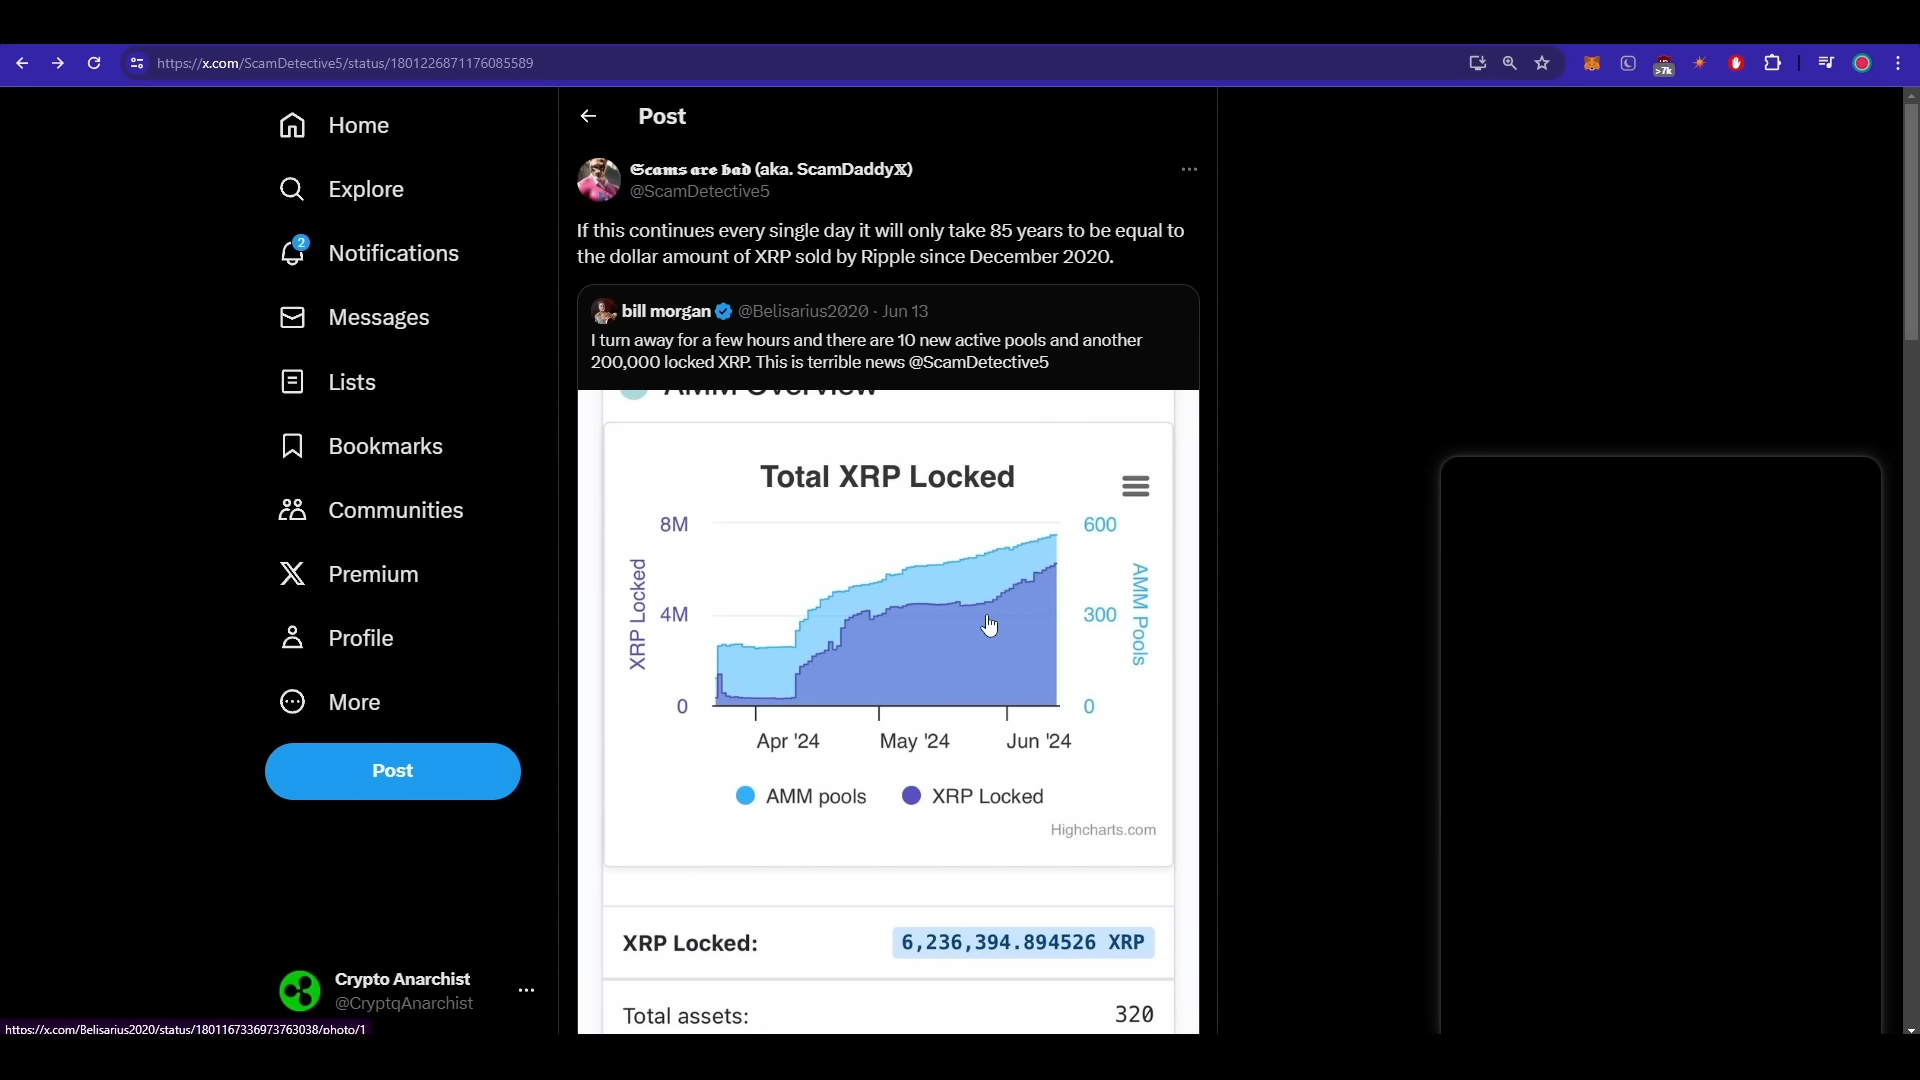 https://x.com/ScamDetective5/status/1801226871176085589
>7k
Home
Explore
2
Notifications
Messages
Lists
Bookmarks
Communities
Premium
Profile
More
Post
Crypto Anarchist
@CryptqAnarchist
https://x.com/Belisarius2020/status/1801167336973763038/photo/1
Post
𝕾𝖈𝖆𝖒𝖘 𝖆𝖗𝖊 𝖇𝖆𝖉 (aka. ScamDaddy𝕏)
@ScamDetective5
If this continues every single day it will only take 85 years to be equal to
the dollar amount of XRP sold by Ripple since December 2020.
bill morgan @Belisarius2020 · Jun 13
I turn away for a few hours and there are 10 new active pools and another
200,000 locked XRP. This is terrible news @ScamDetective5
AMM Overview
Total XRP Locked
8M
4M
0
XRP Locked
600
300
0
AMM Pools
Apr '24
May '24
Jun '24
AMM pools
XRP Locked
Highcharts.com
XRP Locked: 6,236,394.894526 XRP
Total assets: 320